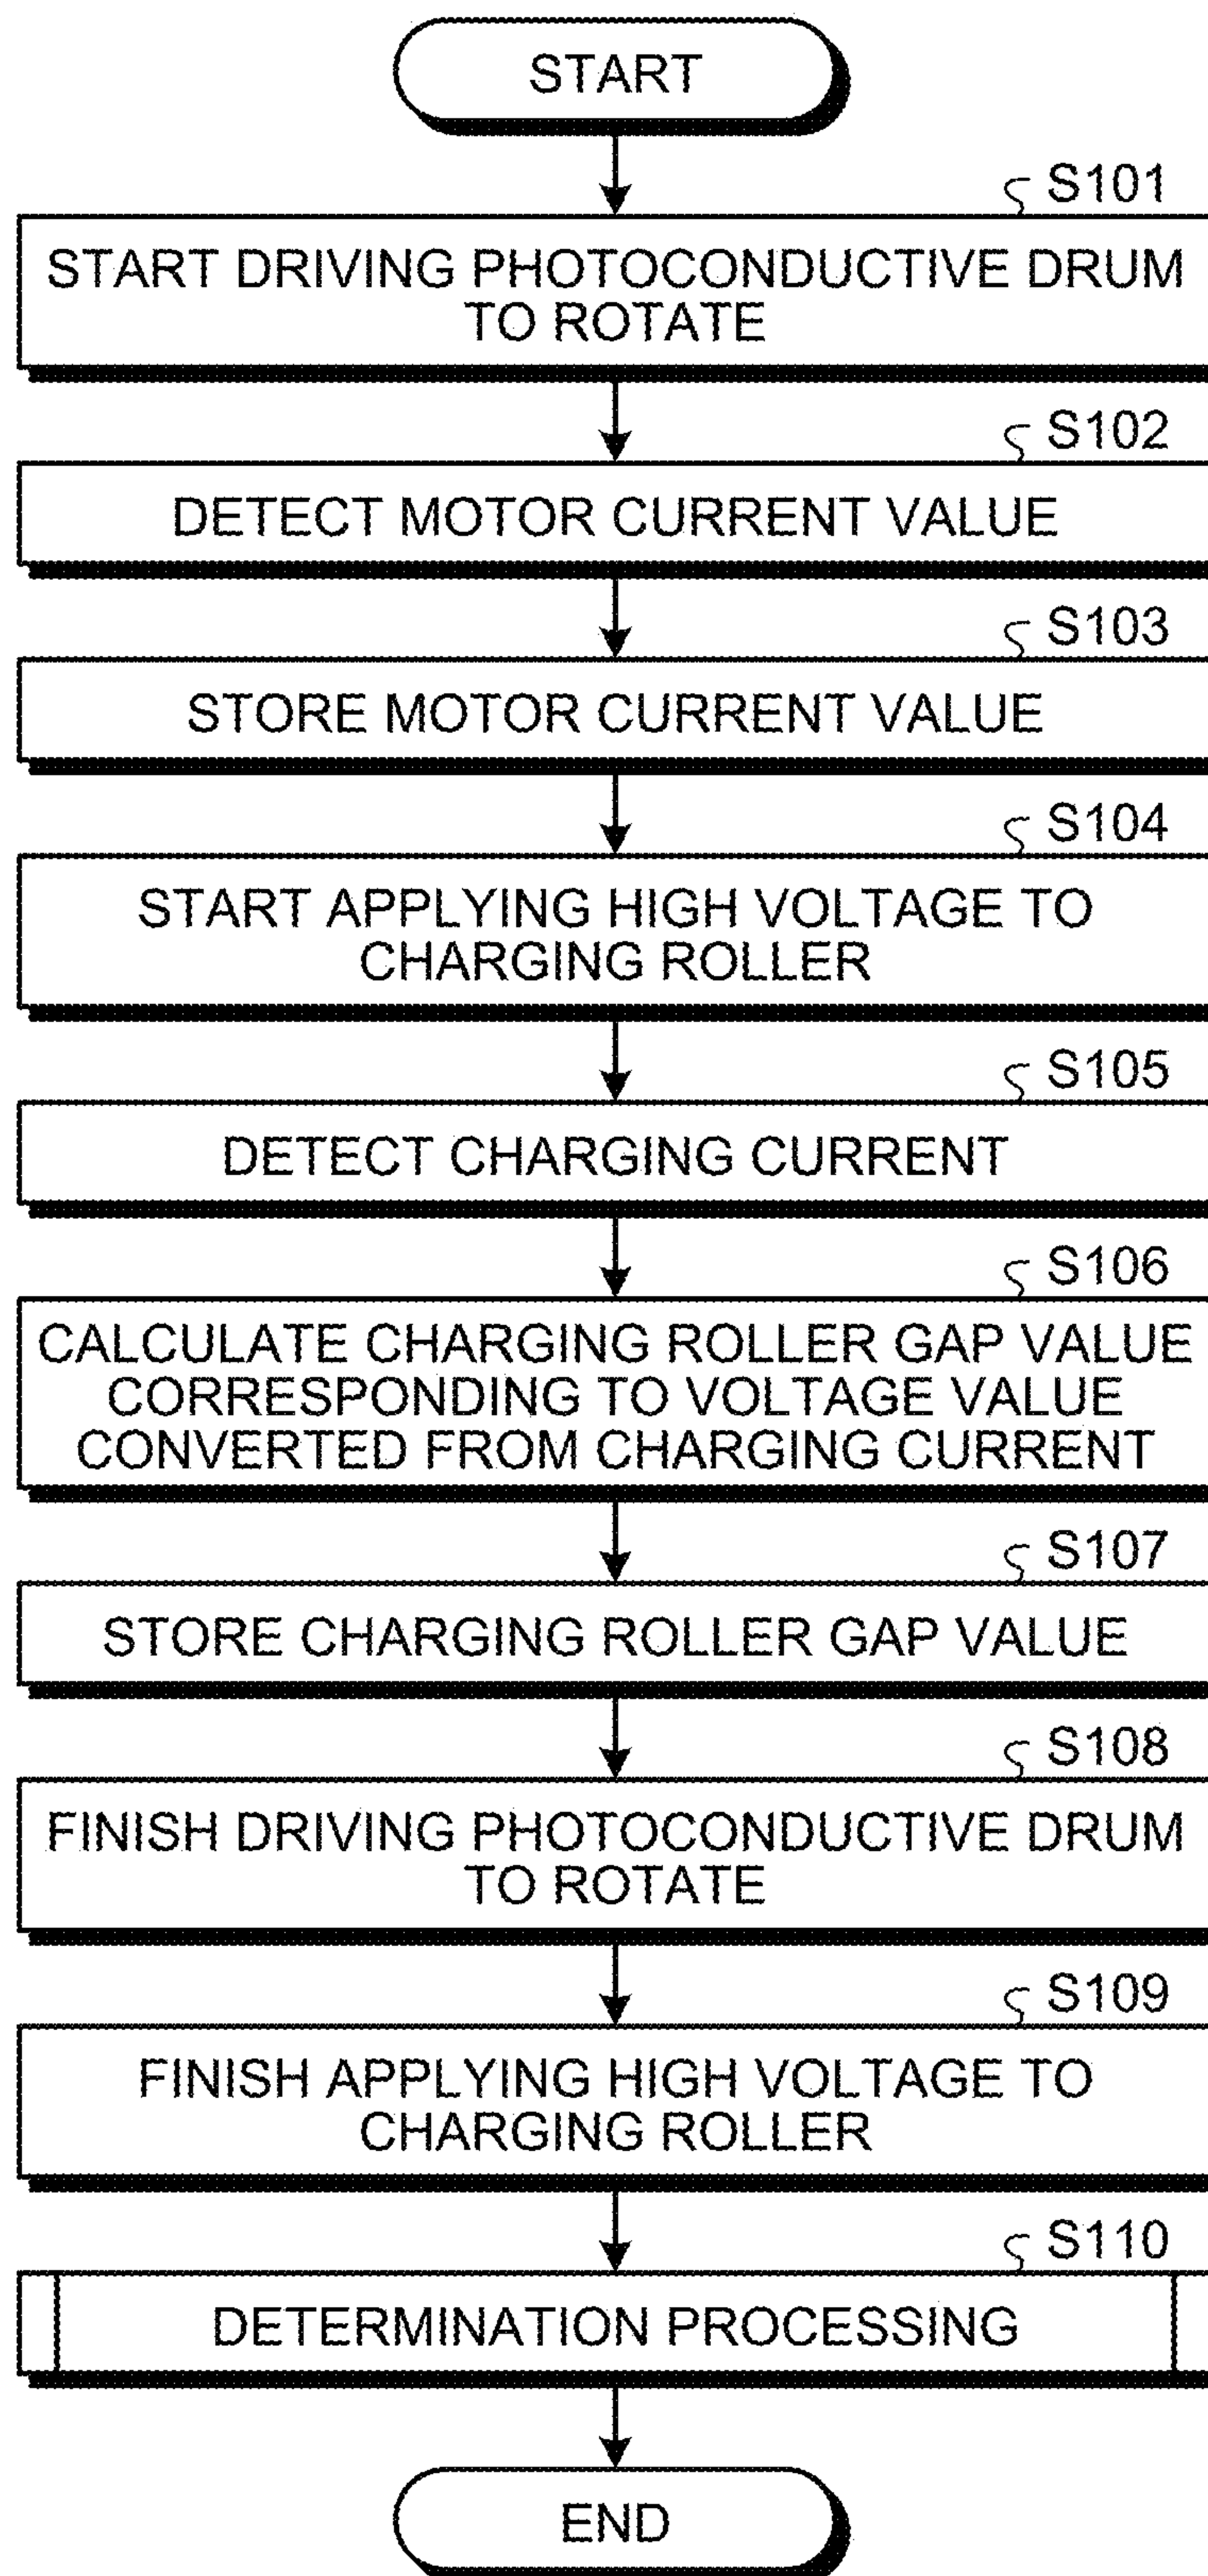 START
S101
START DRIVING PHOTOCONDUCTIVE DRUM
TO ROTATE
S102
DETECT MOTOR CURRENT VALUE
S103
STORE MOTOR CURRENT VALUE
S104
START APPLYING HIGH VOLTAGE TO
CHARGING ROLLER
S105
DETECT CHARGING CURRENT
S106
CALCULATE CHARGING ROLLER GAP VALUE
CORRESPONDING TO VOLTAGE VALUE
CONVERTED FROM CHARGING CURRENT
S107
STORE CHARGING ROLLER GAP VALUE
S108
FINISH DRIVING PHOTOCONDUCTIVE DRUM
TO ROTATE
S109
FINISH APPLYING HIGH VOLTAGE TO
CHARGING ROLLER
S110
DETERMINATION PROCESSING
END